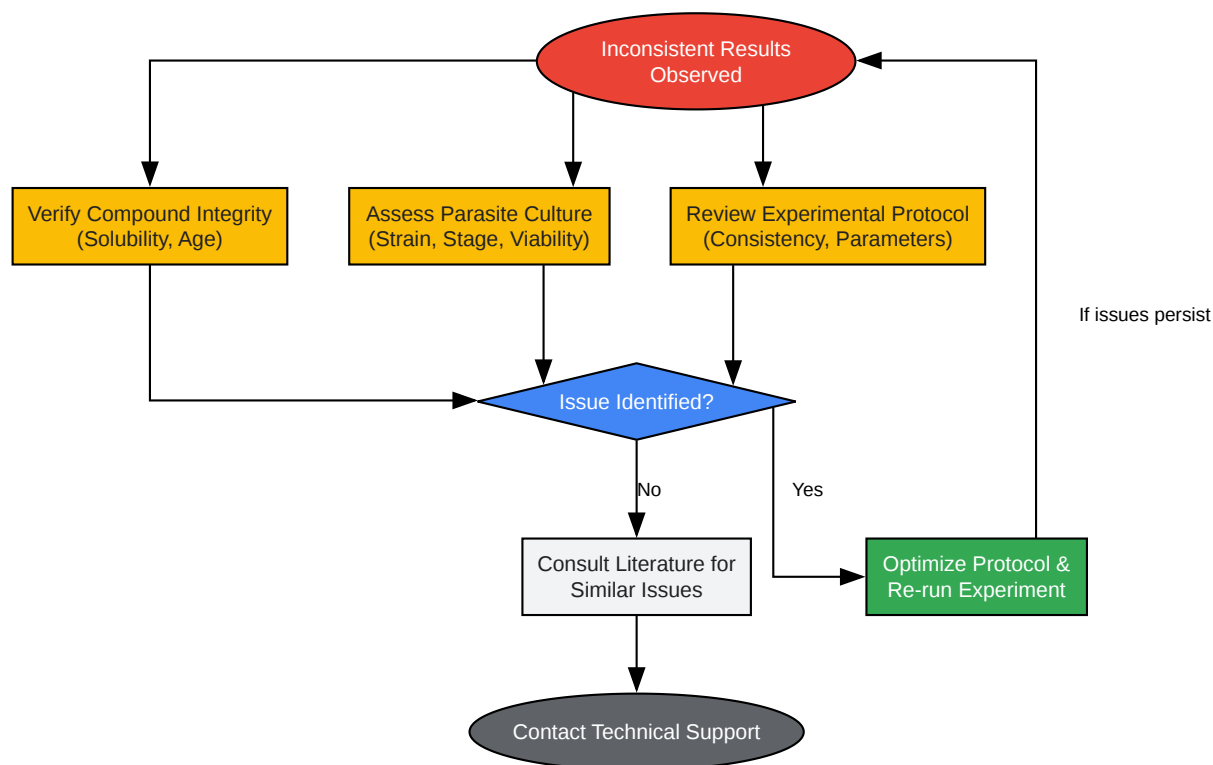 Inconsistent Results
Observed
Verify Compound Integrity
(Solubility, Age)
Assess Parasite Culture
(Strain, Stage, Viability)
Review Experimental Protocol
(Consistency, Parameters)
If issues persist
Issue Identified?
No
Yes
Consult Literature for
Similar Issues
Optimize Protocol &
Re-run Experiment
Contact Technical Support